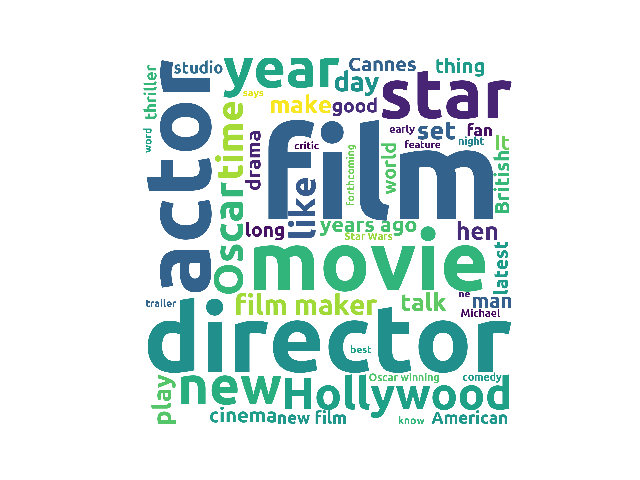 studio
year
Cannes
thing
day
star
thriller
says
make
good
actor
time
film
early
set
fan
word
drama
critic
feature
night
forthcoming
world
British
ll
Oscar
like
long
years ago
Star Wars
hen
movie
latest
ne
man
film maker
talk
Michael
trailer
director
best
new
Oscar winning
comedy
play
Hollywood
cinema
new film
know
American